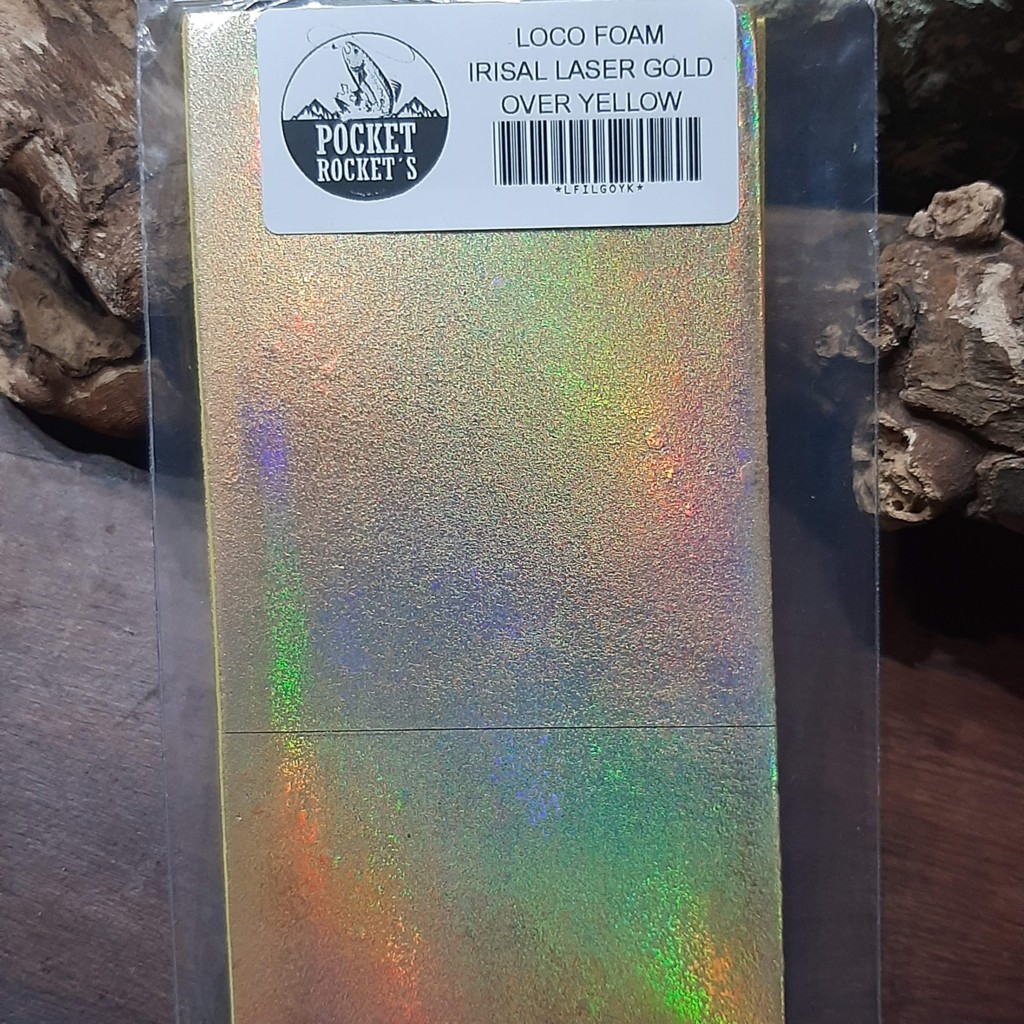 LOCO FOAM
IRISAL LASER GOLD
OVER YELLOW
*LFILGOYK*
POCKET
ROCKET´S